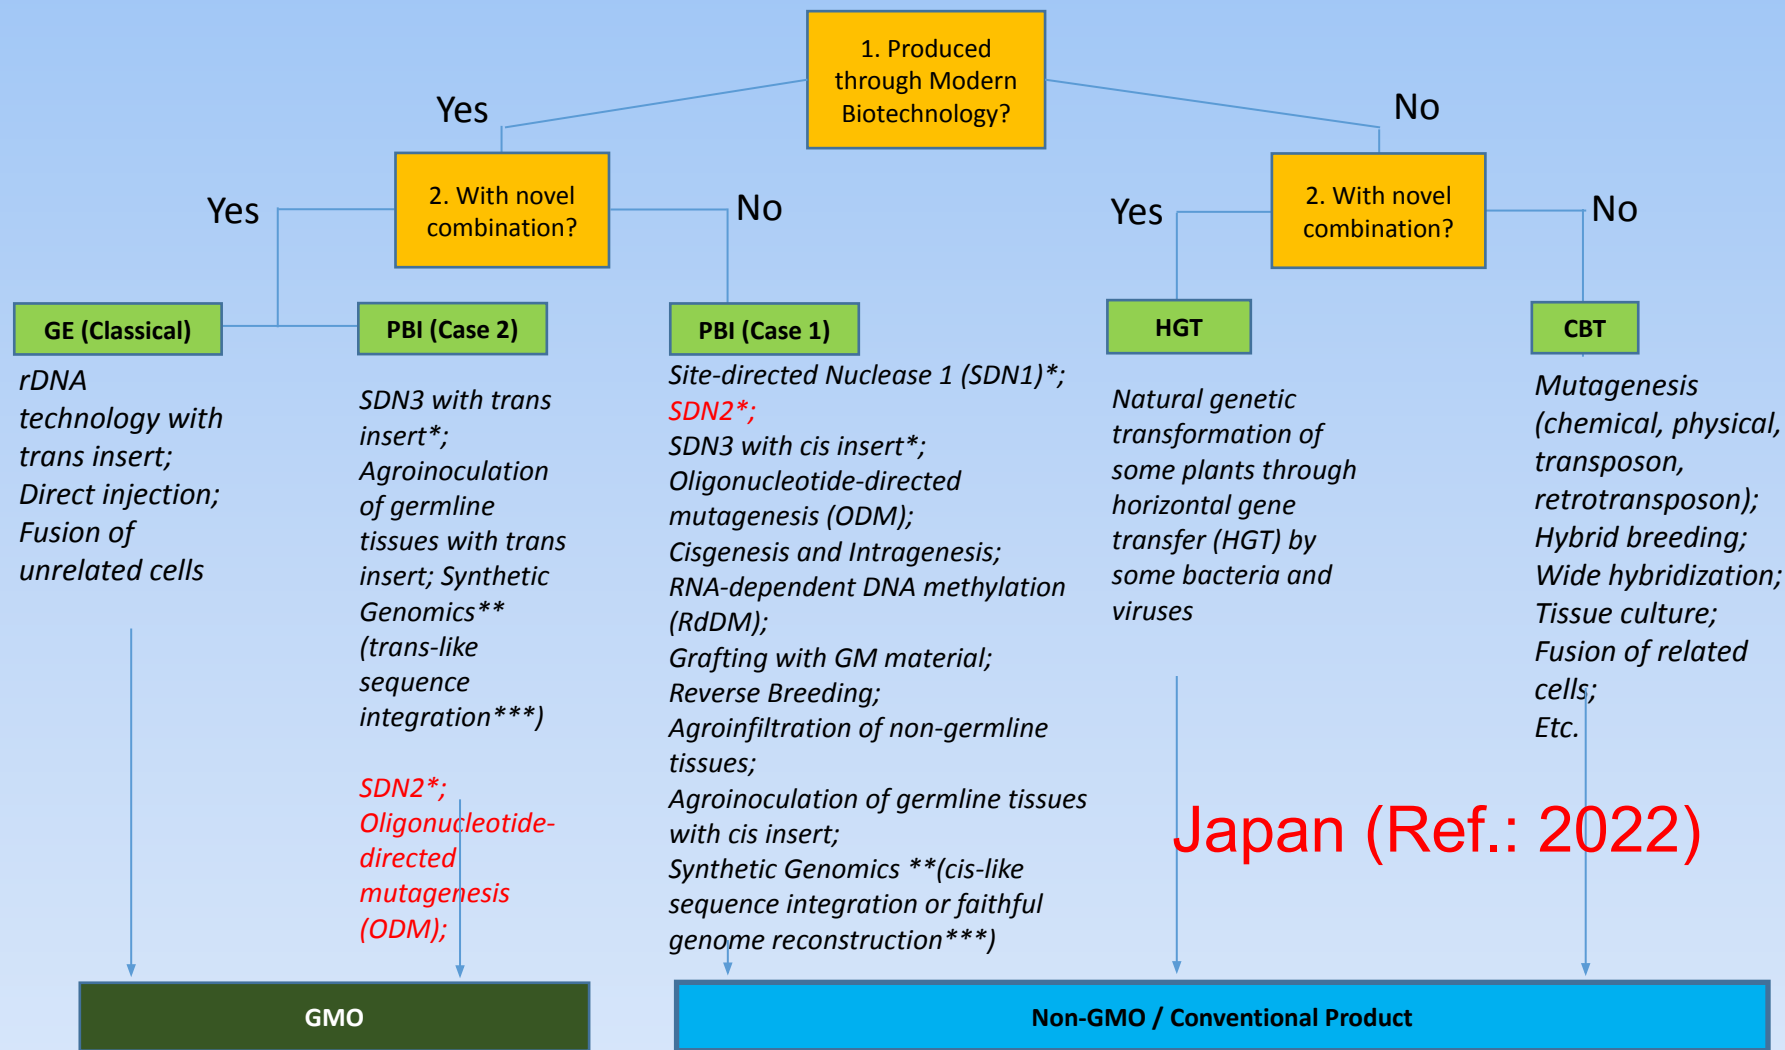 1. Produced
through Modern
Biotechnology?
Yes
No
2. With novel
combination?
2. With novel
combination?
Yes
No
Yes
No
GE (Classical)
PBI (Case 2)
PBI (Case 1)
HGT
CBT
rDNA
technology with
trans insert;
Direct injection;
Fusion of
unrelated cells
SDN3 with trans
insert*;
Agroinoculation
of germline
tissues with trans
insert; Synthetic
Genomics**
(trans-like
sequence
integration***)
SDN2*;
Oligonucleotide-
directed
mutagenesis
(ODM);
Site-directed Nuclease 1 (SDN1)*;
SDN2*;
SDN3 with cis insert*;
Oligonucleotide-directed
mutagenesis (ODM);
Cisgenesis and Intragenesis;
RNA-dependent DNA methylation
(RdDM);
Grafting with GM material;
Reverse Breeding;
Agroinfiltration of non-germline
tissues;
Agroinoculation of germline tissues
with cis insert;
Synthetic Genomics **(cis-like
sequence integration or faithful
genome reconstruction***)
Natural genetic
transformation of
some plants through
horizontal gene
transfer (HGT) by
some bacteria and
viruses
Mutagenesis
(chemical, physical,
transposon,
retrotransposon);
Hybrid breeding;
Wide hybridization;
Tissue culture;
Fusion of related
cells;
Etc.
Japan (Ref.: 2022)
GMO
Non-GMO / Conventional Product